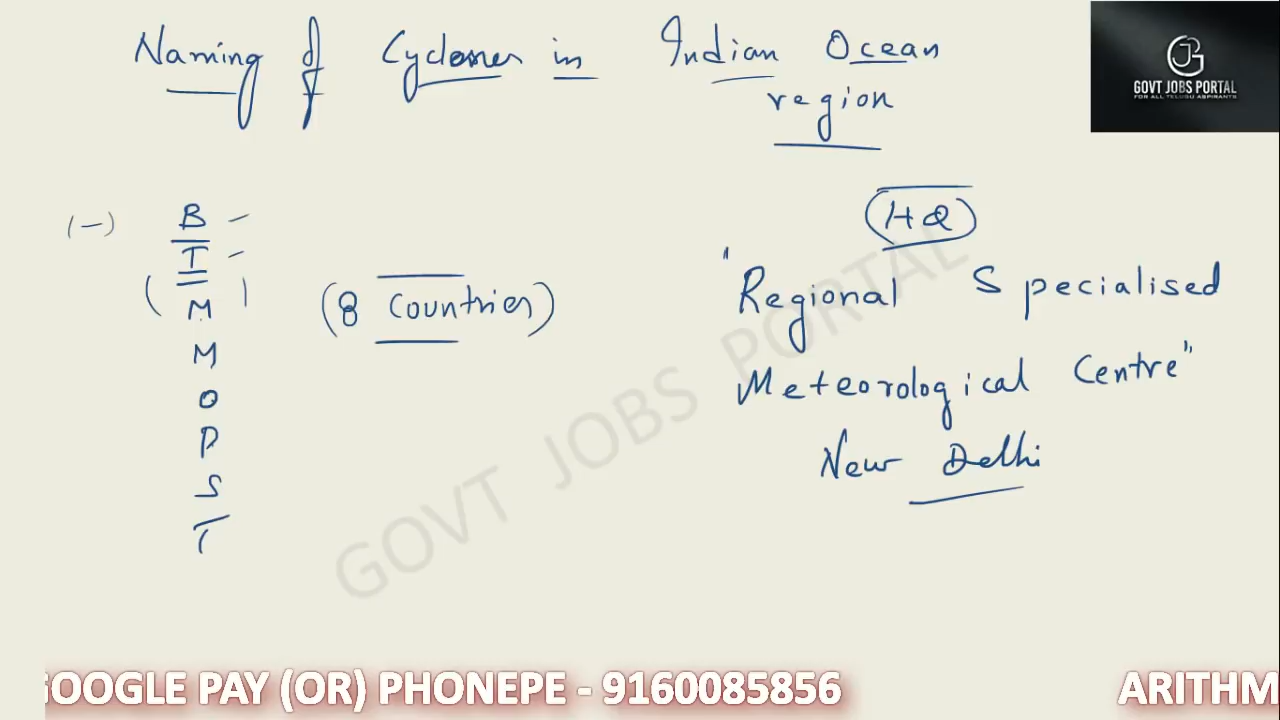 Naming of Cyclones in Indian Ocean
region
GOVT JOBS PORTAL
FOR ALL TELUGU ASPIRANTS
(-) B -
T -
( M )
M
O
P
S
T
(8 Countries)
HQ
"Regional Specialised
Meteorological Centre"
New Delhi
GOVT JOBS PORTAL
GOOGLE PAY (OR) PHONEPE - 9160085856
ARITHM